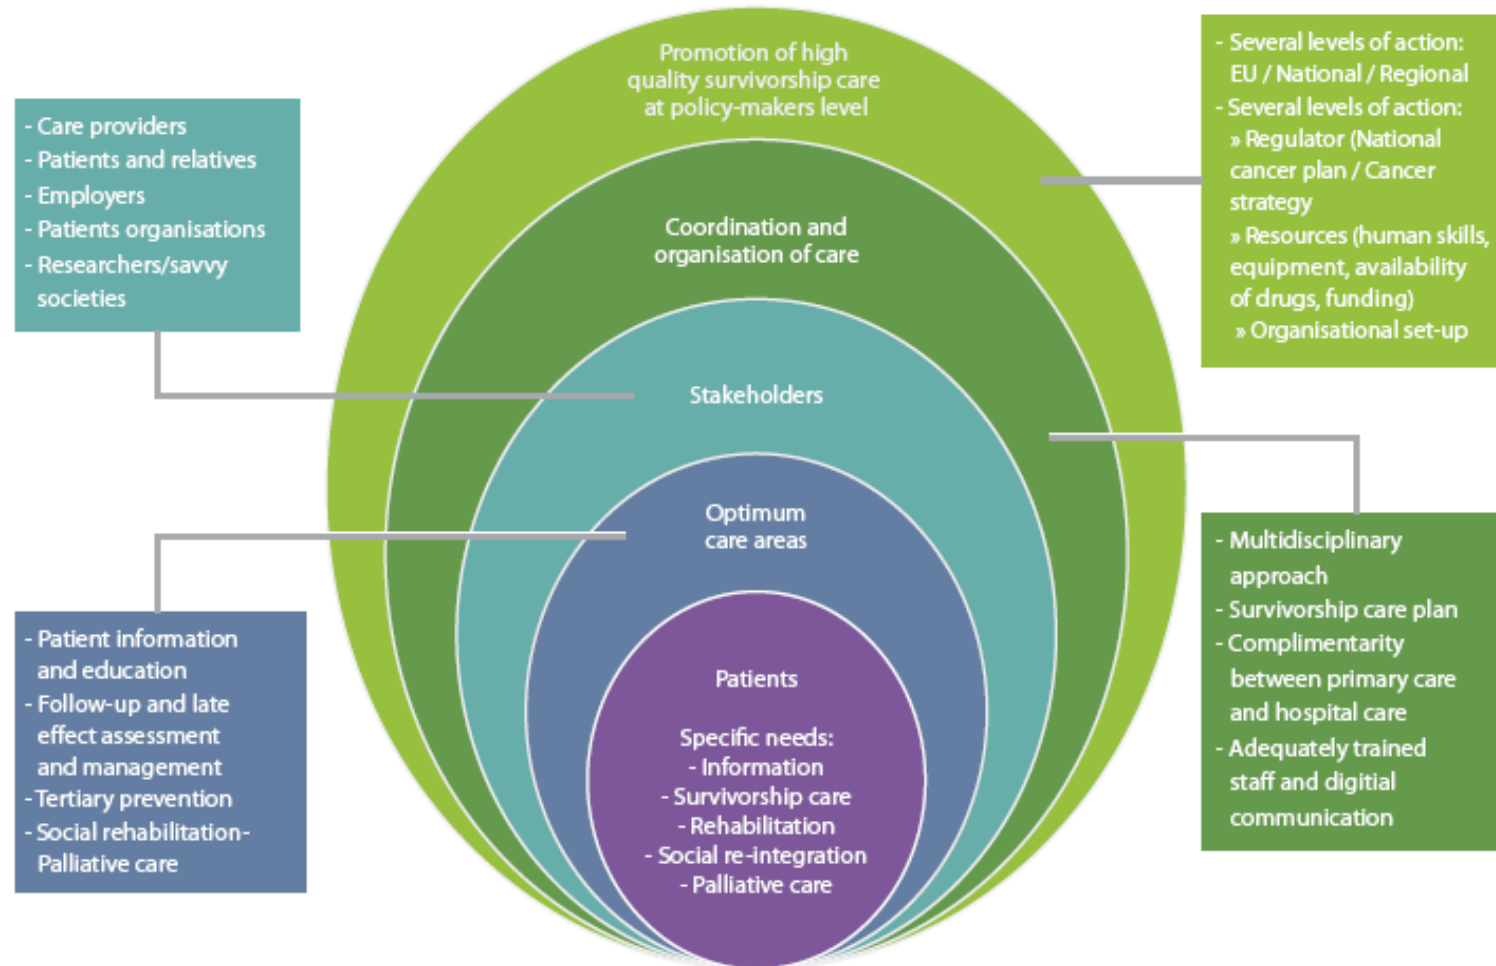 Promotion of high
quality survivorship care
at policy-makers level
Coordination and
organisation of care
Stakeholders
Optimum
care areas
Patients
Specific needs:
- Information
- Survivorship care
- Rehabilitation
- Social re-integration
- Palliative care
- Care providers
- Patients and relatives
- Employers
- Patients organisations
- Researchers/savvy
societies
- Patient information
and education
- Follow-up and late
effect assessment
and management
- Tertiary prevention
- Social rehabilitation-
Palliative care
- Several levels of action:
EU / National / Regional
- Several levels of action:
» Regulator (National
cancer plan / Cancer
strategy
» Resources (human skills,
equipment, availability
of drugs, funding)
» Organisational set-up
- Multidisciplinary
approach
- Survivorship care plan
- Complimentarity
between primary care
and hospital care
- Adequately trained
staff and digitial
communication